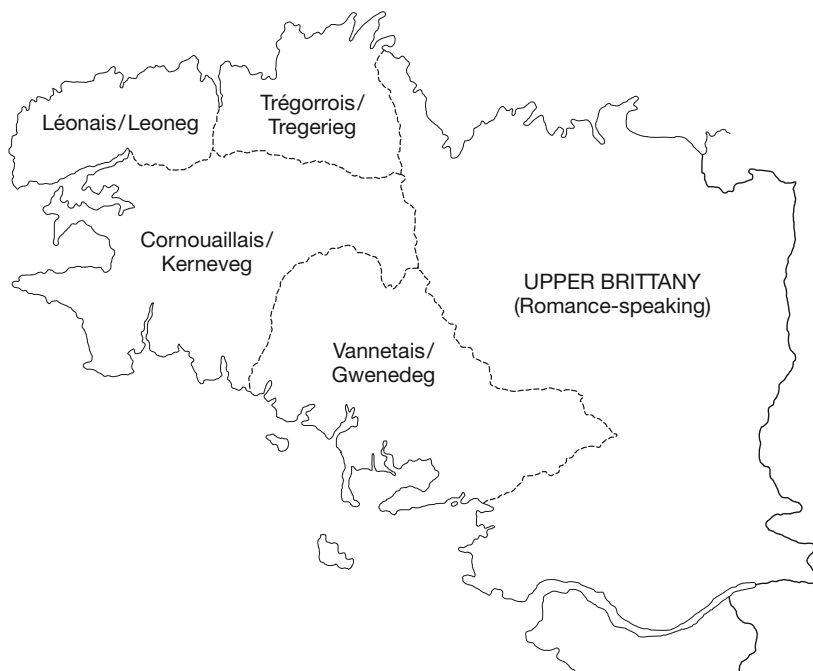 Léonais/Leoneg
Trégorrois/
Tregerieg
Cornouaillais/
Kerneveg
UPPER BRITTANY
(Romance-speaking)
Vannetais/
Gwenedeg